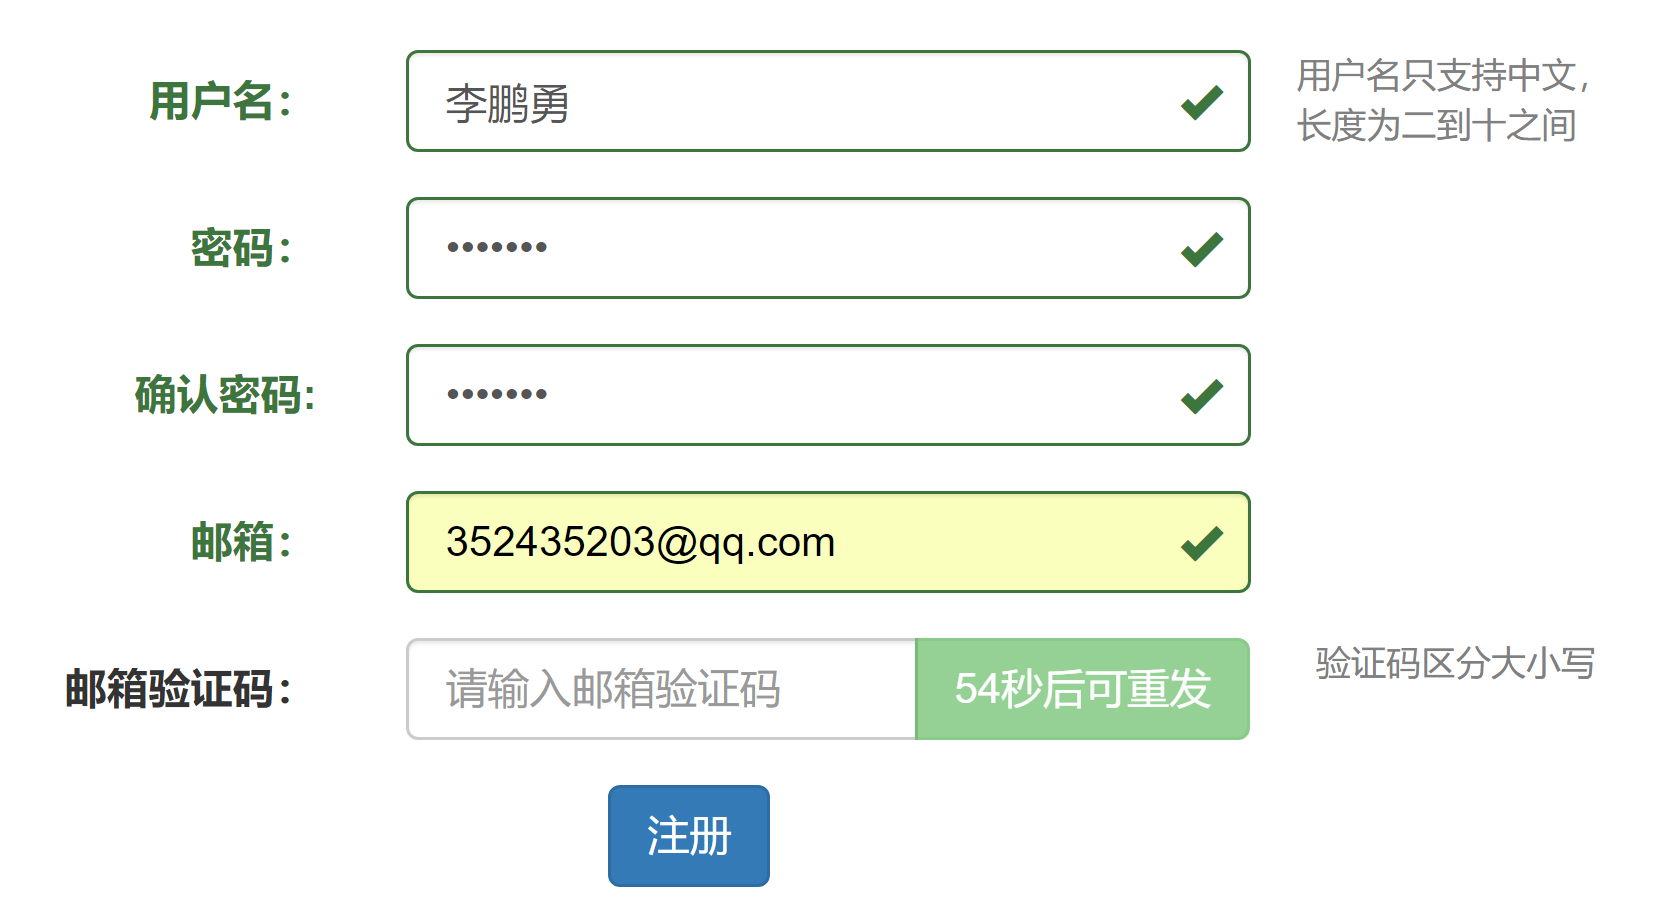 用户名：
李鹏勇
用户名只支持中文，
长度为二到十之间
密码：
•••••••
确认密码:
•••••••
邮箱：
352435203@qq.com
邮箱验证码：
请输入邮箱验证码
54秒后可重发
验证码区分大小写
注册